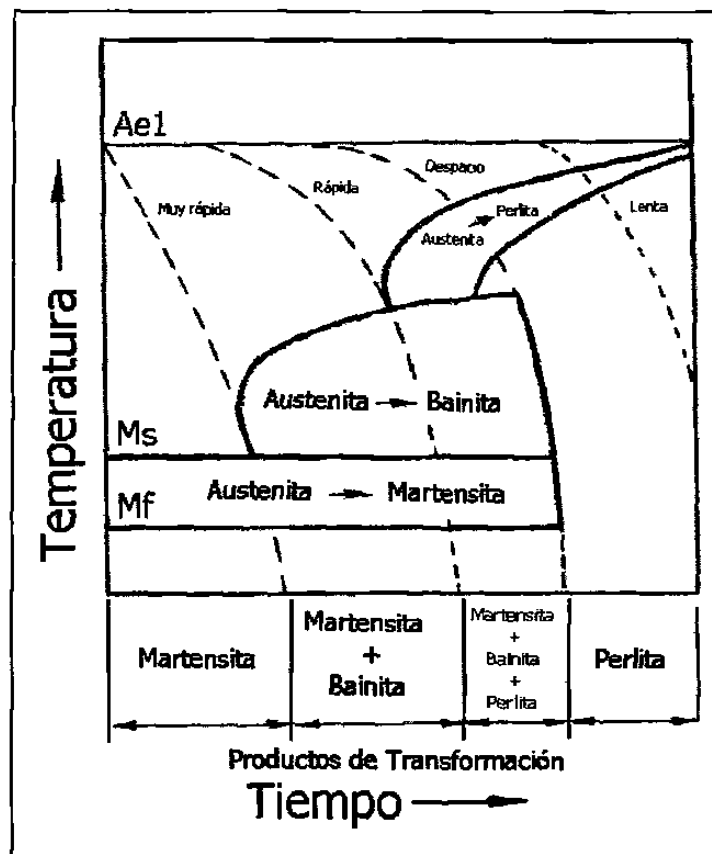 Ae1
Despacio
Rápida
Muy rápida
Perlita
Lenta
Austenita
Temperatura
Austenita Bainita
Ms
Austenita Martensita
Mf
Martensita
Martensita
+
Bainita
Martensita
+
Bainita
+
Perlita
Perlita
Productos de Transformación
Tiempo